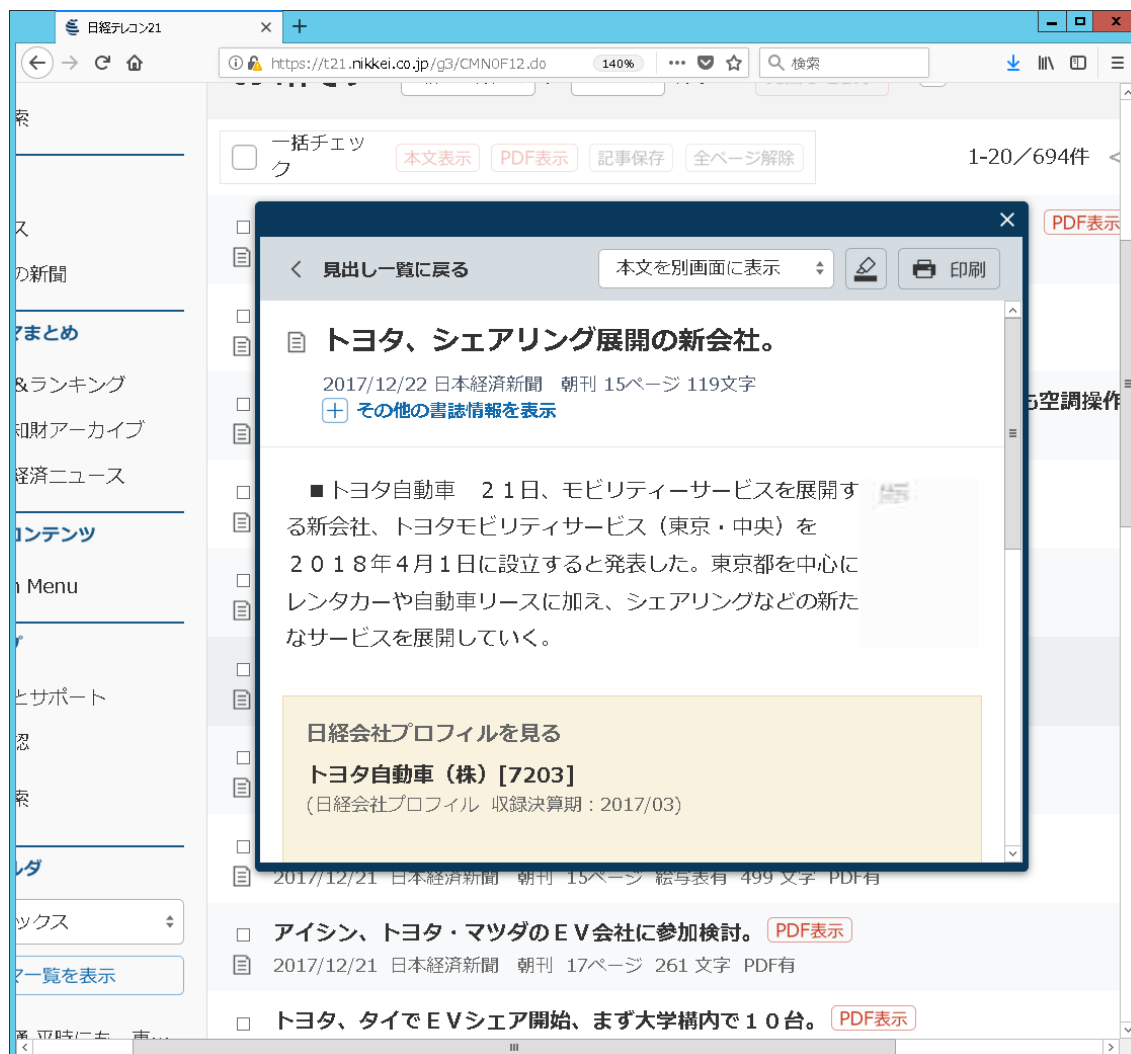 日経テレコン21
https://t21.nikkei.co.jp/g3/CMN0F12.do
140%
検索
索
一括チェッ
ク
本文表示
PDF表示
記事保存
全ページ解除
1-20／694件
ス
の新聞
マまとめ
&ランキング
知財アーカイブ
経済ニュース
コンテンツ
Menu
とサポート
認
索
ルダ
ックス
マ一覧を表示
PDF表示
も空調操作
見出し一覧に戻る
本文を別画面に表示
印刷
トヨタ、シェアリング展開の新会社。
2017/12/22 日本経済新聞　朝刊 15ページ 119文字
その他の書誌情報を表示
■トヨタ自動車　２１日、モビリティーサービスを展開す
る新会社、トヨタモビリティサービス（東京・中央）を
２０１８年４月１日に設立すると発表した。東京都を中心に
レンタカーや自動車リースに加え、シェアリングなどの新た
なサービスを展開していく。
日経会社プロフィルを見る
トヨタ自動車（株）[7203]
(日経会社プロフィル 収録決算期：2017/03)
2017/12/21 日本経済新聞 朝刊 15ページ 絵写表有 499 文字 PDF有
アイシン、トヨタ・マツダのＥＶ会社に参加検討。 PDF表示
2017/12/21 日本経済新聞 朝刊 17ページ 261 文字 PDF有
トヨタ、タイでＥＶシェア開始、まず大学構内で１０台。 PDF表示